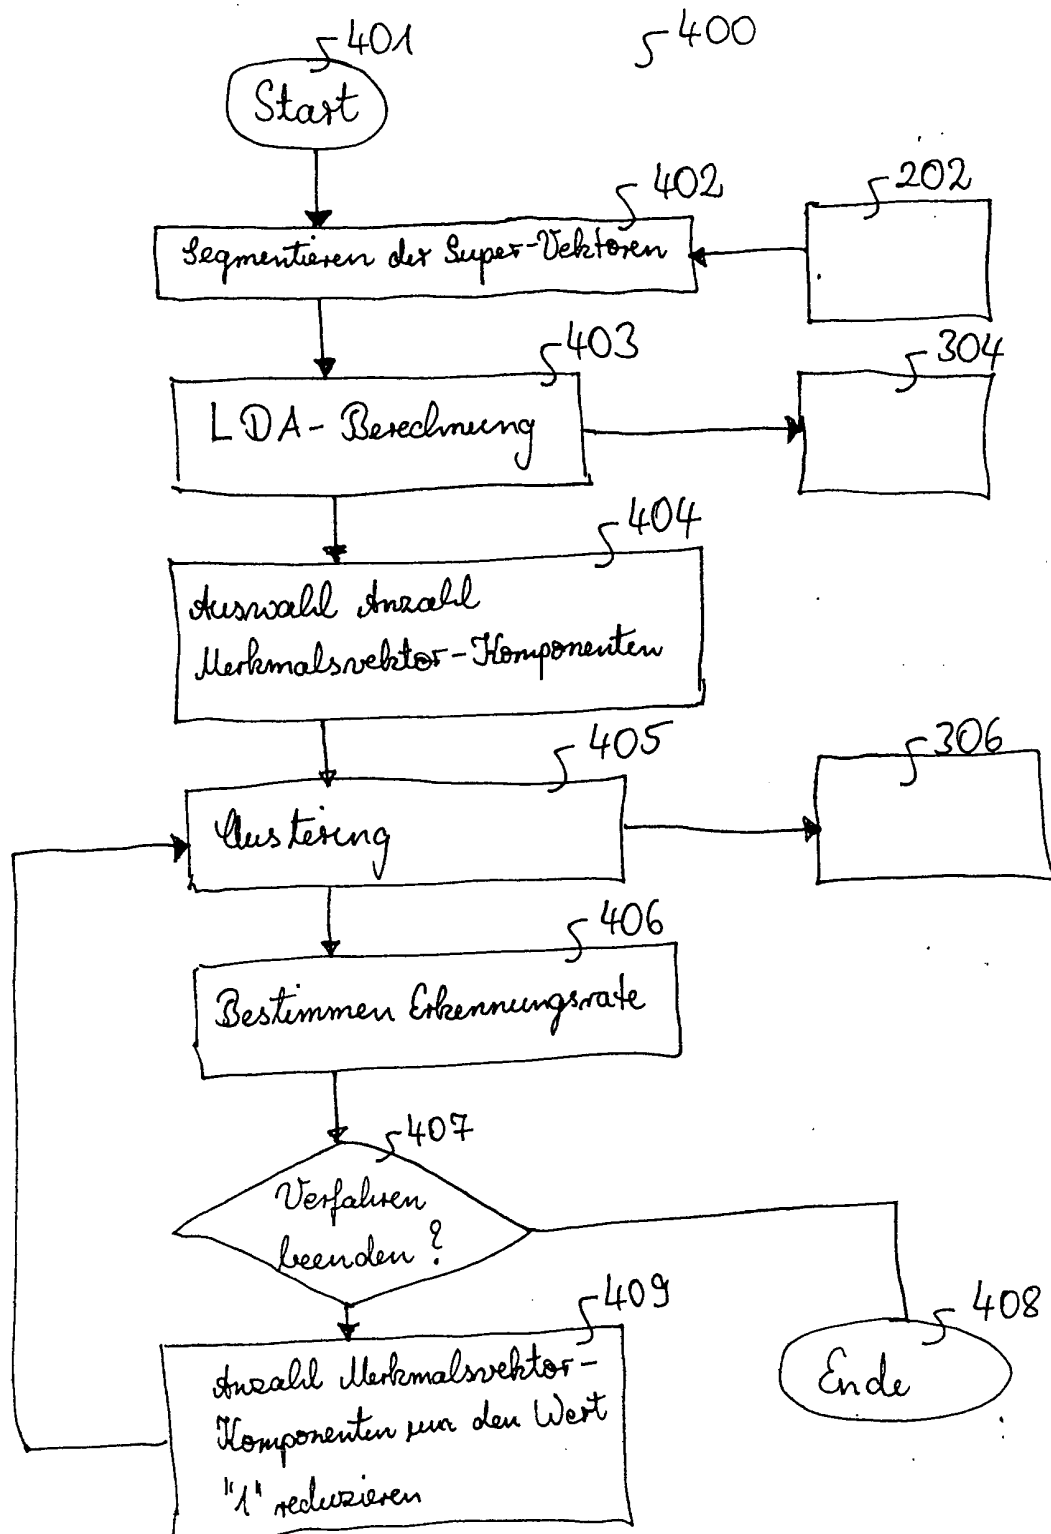 401
400
Start
402
202
Segmentieren der Super-Vektoren
403
304
LDA-Berechnung
404
Auswahl Anzahl
Merkmalsvektor-Komponenten
405
306
Clustering
406
Bestimmen Erkennungsrate
407
Verfahren
beenden?
409
408
Anzahl Merkmalsvektor-
Komponenten um den Wert
"1" reduzieren
Ende